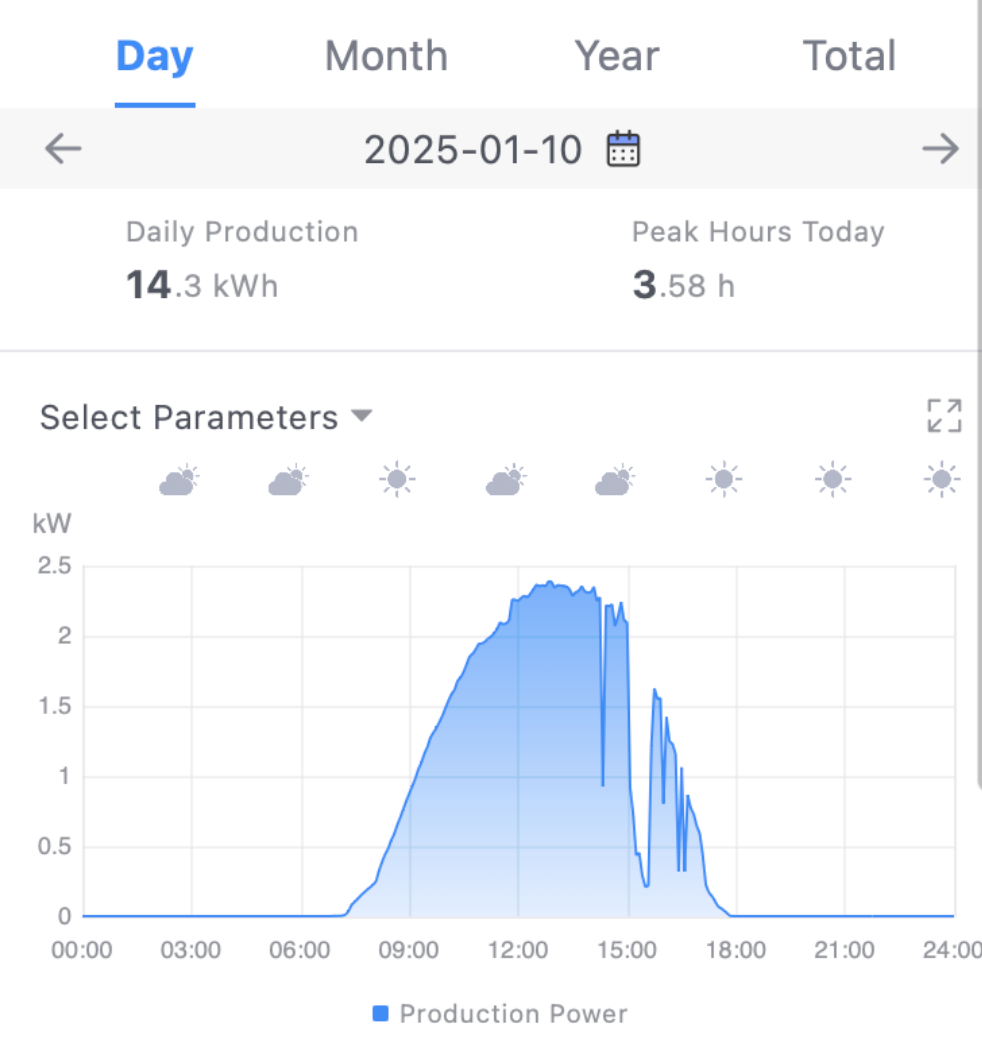 Day Month Year Total
2025-01-10
Daily Production Peak Hours Today
14.3 kWh 3.58 h
Select Parameters
kW
2.5
2
1.5
1
0.5
0
00:00 03:00 06:00 09:00 12:00 15:00 18:00 21:00 24:00
Production Power